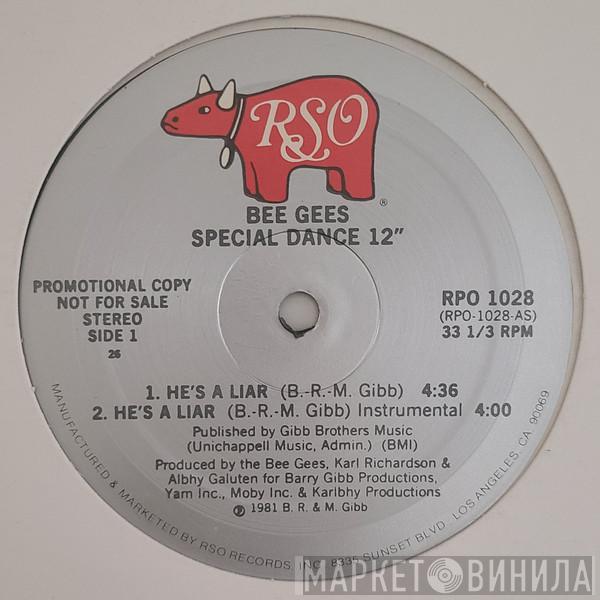 RSO
®
BEE GEES
SPECIAL DANCE 12”
PROMOTIONAL COPY
NOT FOR SALE
STEREO
SIDE 1
26
RPO 1028
(RPO-1028-AS)
33 1/3 RPM
1. HE'S A LIAR (B.-R.-M. Gibb) 4:36
2. HE'S A LIAR (B.-R.-M. Gibb) Instrumental 4:00
Published by Gibb Brothers Music
(Unichappell Music, Admin.) (BMI)
Produced by the Bee Gees, Karl Richardson &
Albhy Galuten for Barry Gibb Productions,
Yam Inc., Moby Inc. & Karlbhy Productions
℗ 1981 B. R. & M. Gibb
MANUFACTURED & MARKETED BY RSO RECORDS, INC. 8335 SUNSET BLVD. LOS ANGELES, CA. 90069
МАРКЕТ ВИНИЛА